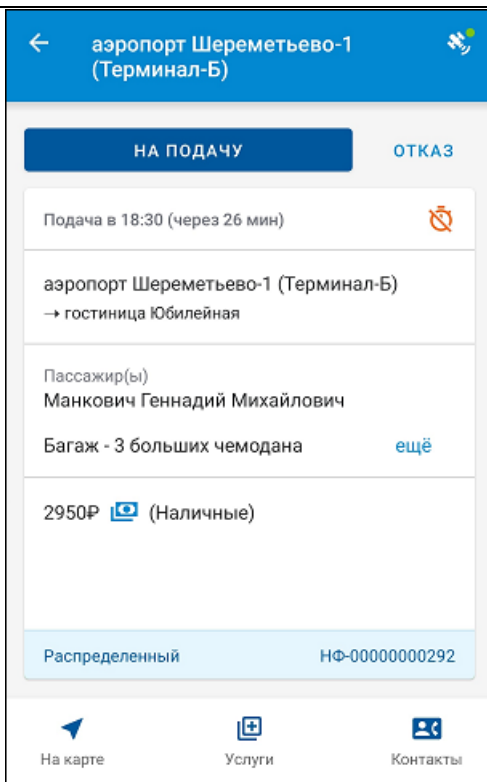 аэропорт Шереметьево-1
(Терминал-Б)
НА ПОДАЧУ
ОТКАЗ
Подача в 18:30 (через 26 мин)
аэропорт Шереметьево-1 (Терминал-Б)
→ гостиница Юбилейная
Пассажир(ы)
Манкович Геннадий Михайлович
Багаж - 3 больших чемодана ещё
2950₽ (Наличные)
Распределенный НФ-00000000292
На карте Услуги Контакты